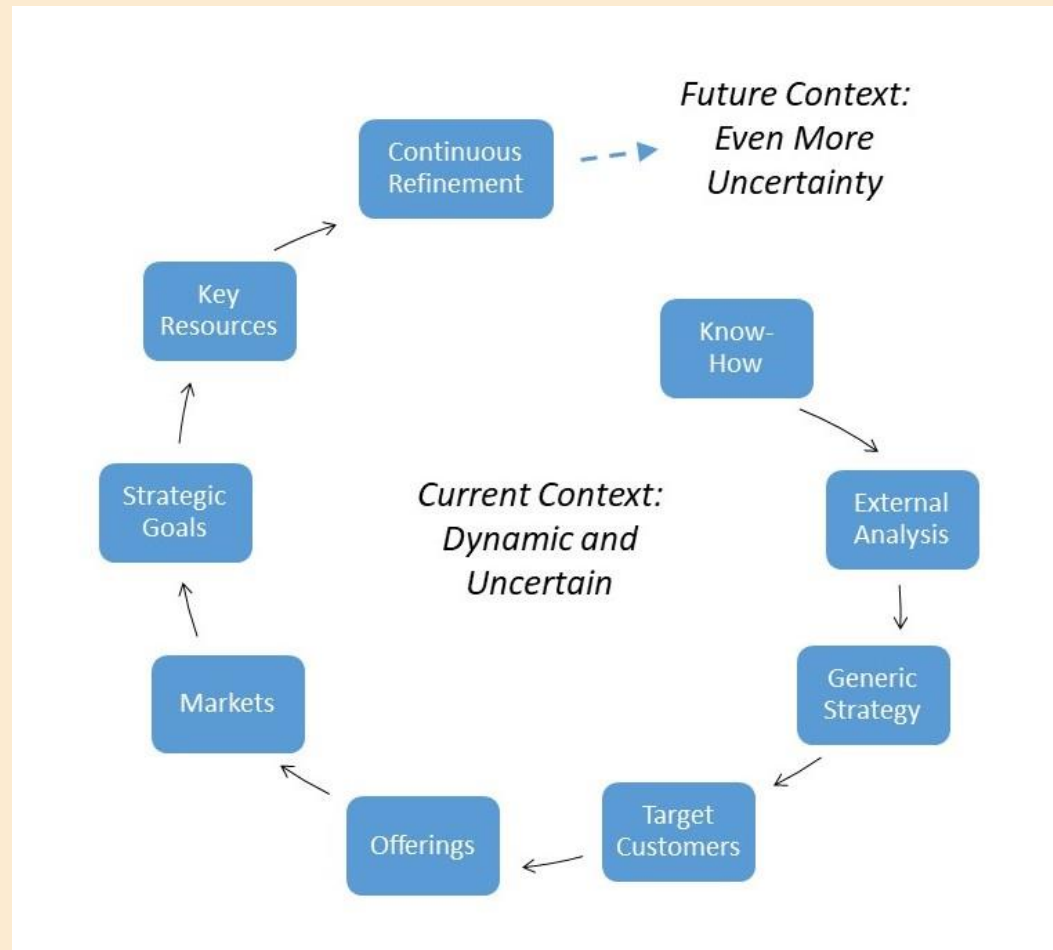 Future Context:
Even More
Uncertainty
Continuous
Refinement
Key
Resources
Know-
How
Strategic
Goals
Current Context:
Dynamic and
Uncertain
External
Analysis
Markets
Generic
Strategy
Offerings
Target
Customers